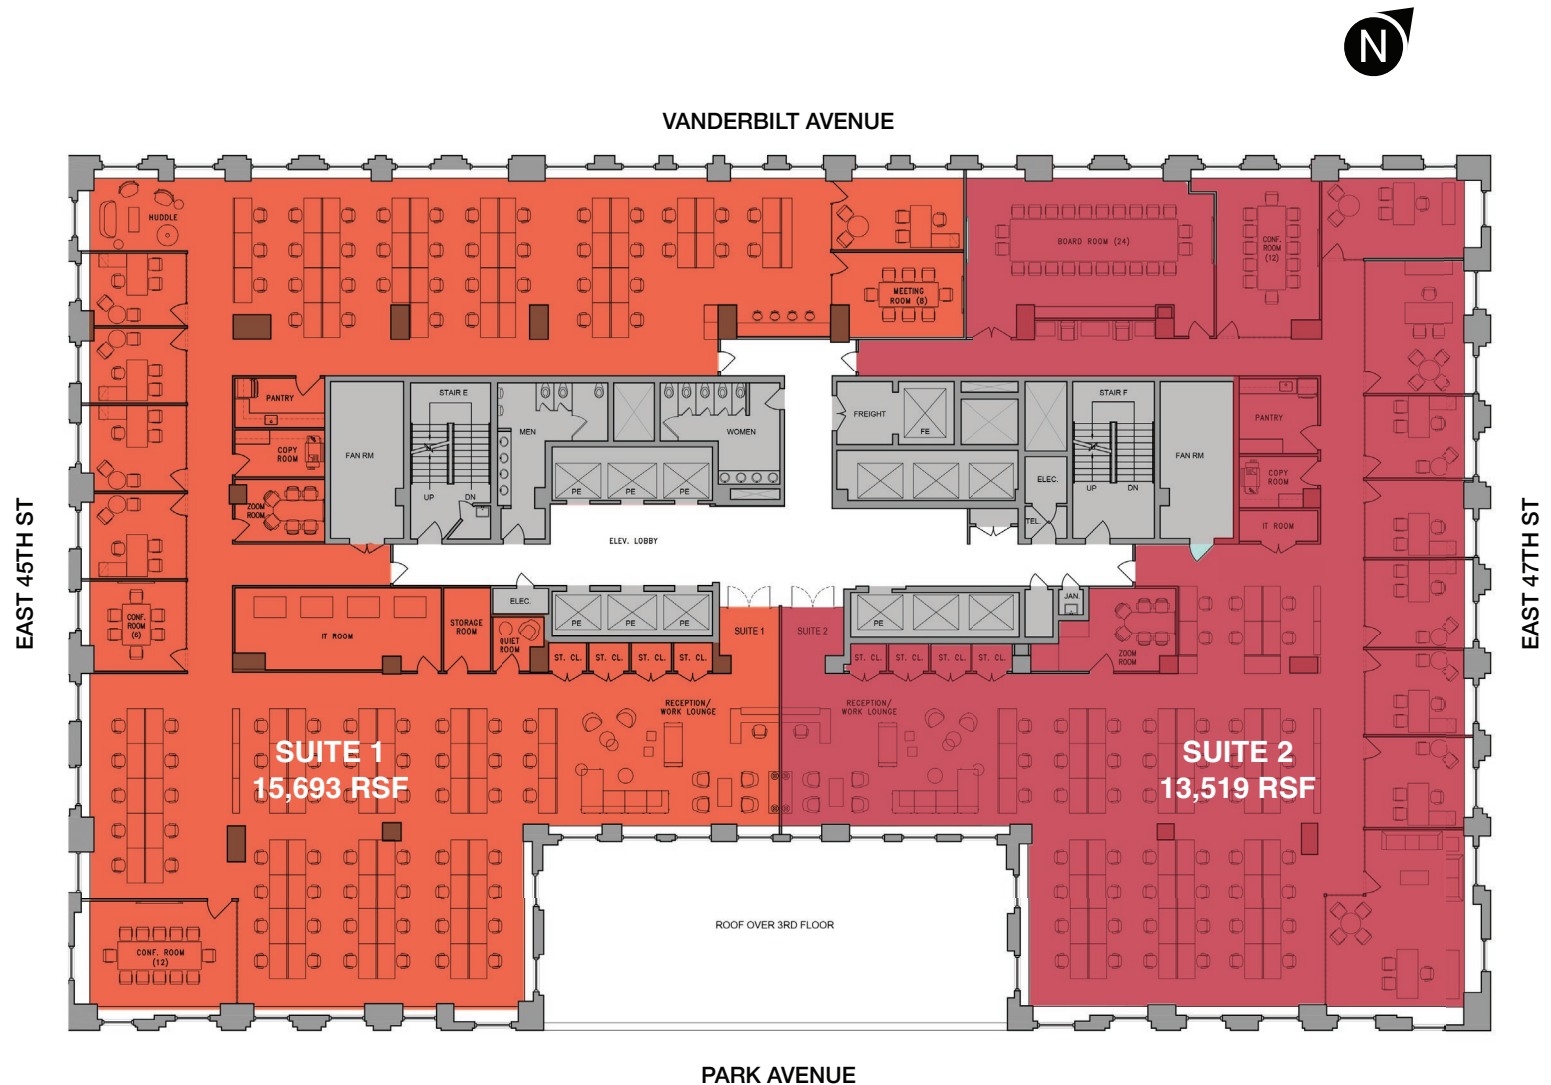 N
VANDERBILT AVENUE
HUDDLE
BOARD ROOM (24)
CONF.
ROOM
(12)
MEETING
ROOM (8)
PANTRY
COPY
ROOM
ZOOM
ROOM
FAN RM
STAIR E
UP
DN
MEN
WOMEN
PE
PE
PE
FREIGHT
FE
ELEC.
TEL.
STAIR F
UP
DN
FAN RM
PANTRY
COPY
ROOM
IT ROOM
EAST 45TH ST
EAST 47TH ST
ELEV. LOBBY
CONF.
ROOM
(6)
IT ROOM
STORAGE
ROOM
QUIET
ROOM
ELEC.
PE
PE
PE
ST. CL.
ST. CL.
ST. CL.
ST. CL.
SUITE 1
SUITE 2
PE
JAN.
ST. CL.
ST. CL.
ST. CL.
ST. CL.
ZOOM
ROOM
RECEPTION/
WORK LOUNGE
RECEPTION/
WORK LOUNGE
SUITE 1
15,693 RSF
SUITE 2
13,519 RSF
ROOF OVER 3RD FLOOR
CONF. ROOM
(12)
PARK AVENUE